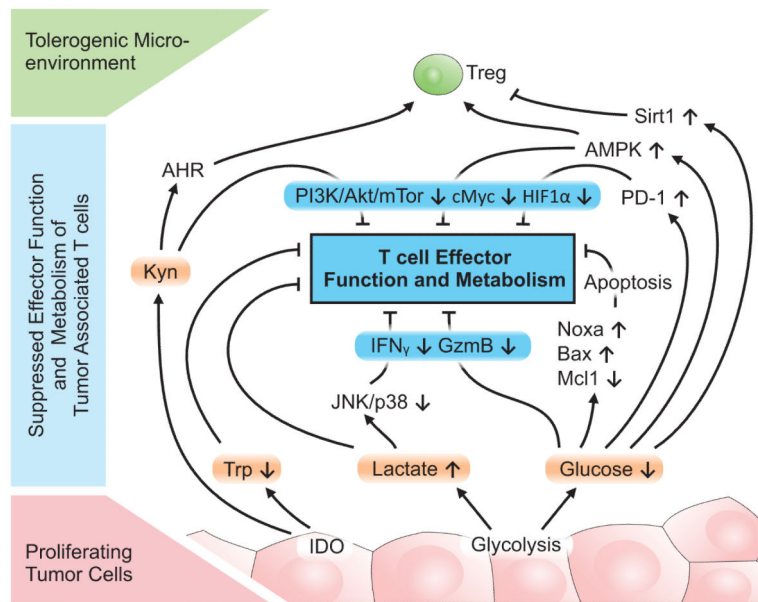 Tolerogenic Micro-
environment
Treg
Sirt1 ↑
AMPK ↑
AHR
PI3K/Akt/mTor ↓ cMyc ↓ HIF1α ↓
PD-1 ↑
Suppressed Effector Function
and Metabolism of
Tumor Associated T cells
Kyn
T cell Effector
Function and Metabolism
Apoptosis
Noxa ↑
Bax ↑
Mcl1 ↓
IFNγ ↓ GzmB ↓
JNK/p38 ↓
Trp ↓
Lactate ↑
Glucose ↓
Proliferating
Tumor Cells
IDO
Glycolysis